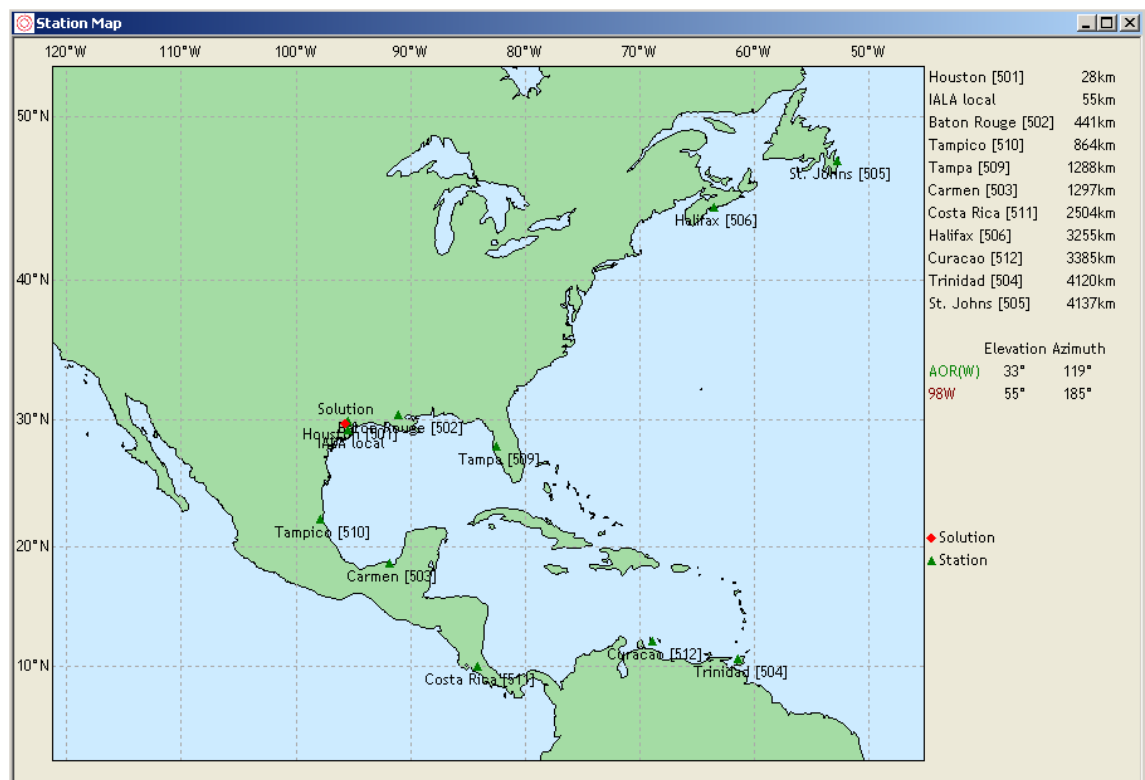 Station Map
120°W 110°W 100°W 90°W 80°W 70°W 60°W 50°W
50°N
40°N
30°N
20°N
10°N
St. Johns [505]
Halifax [506]
Solution
Baton Rouge [502]
Houston [501]
IALA local
Tampa [509]
Tampico [510]
Carmen [503]
Curacao [512]
Trinidad [504]
Costa Rica [511]
Houston [501] 28km
IALA local 55km
Baton Rouge [502] 441km
Tampico [510] 864km
Tampa [509] 1288km
Carmen [503] 1297km
Costa Rica [511] 2504km
Halifax [506] 3255km
Curacao [512] 3385km
Trinidad [504] 4120km
St. Johns [505] 4137km
Elevation Azimuth
AOR(W) 33° 119°
98W 55° 185°
Solution
Station